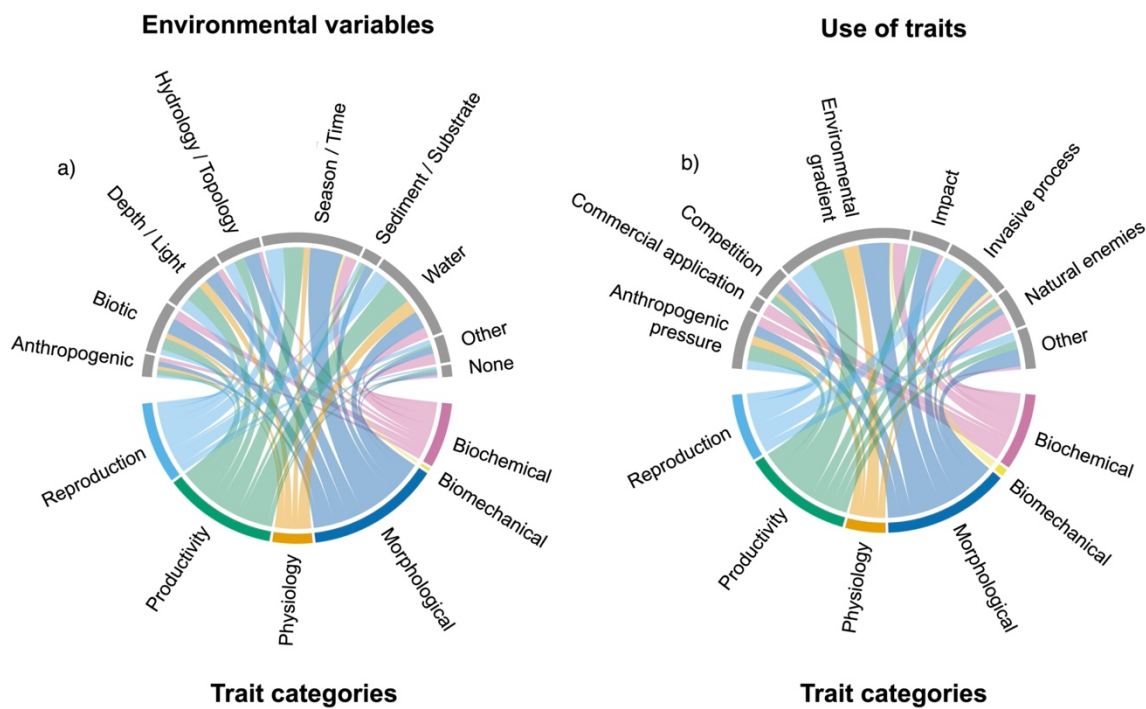 Environmental variables
a)
Anthropogenic
Biotic
Depth / Light
Hydrology / Topology
Season / Time
Sediment / Substrate
Water
Other
None
Reproduction
Productivity
Physiology
Morphological
Biomechanical
Biochemical
Trait categories
Use of traits
b)
Anthropogenic
pressure
Commercial application
Competition
Environmental
gradient
Impact
Invasive process
Natural enemies
Other
Reproduction
Productivity
Physiology
Morphological
Biomechanical
Biochemical
Trait categories